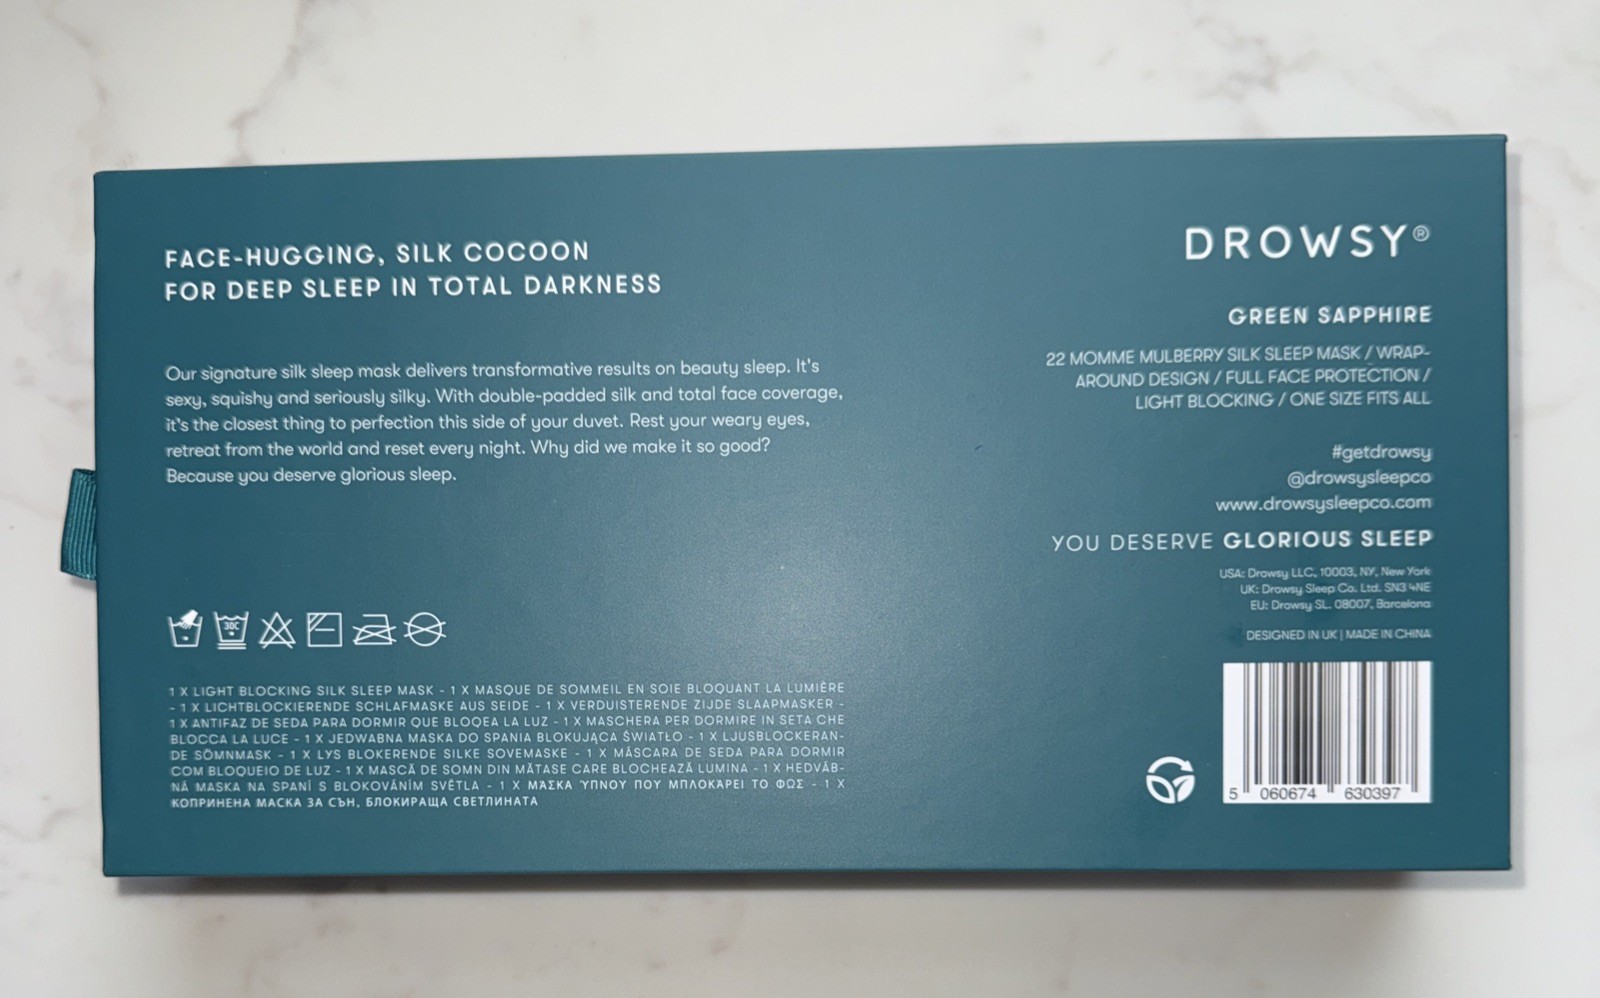 FACE-HUGGING, SILK COCOON
FOR DEEP SLEEP IN TOTAL DARKNESS
Our signature silk sleep mask delivers transformative results on beauty sleep. It's
sexy, squishy and seriously silky. With double-padded silk and total face coverage,
it's the closest thing to perfection this side of your duvet. Rest your weary eyes,
retreat from the world and reset every night. Why did we make it so good?
Because you deserve glorious sleep.
30C
1 X LIGHT BLOCKING SILK SLEEP MASK - 1 X MASQUE DE SOMMEIL EN SOIE BLOQUANT LA LUMIÈRE
- 1 X LICHTBLOCKIERENDE SCHLAFMASKE AUS SEIDE - 1 X VERDUISTERENDE ZIJDE SLAAPMASKER -
1 X ANTIFAZ DE SEDA PARA DORMIR QUE BLOQEA LA LUZ - 1 X MASCHERA PER DORMIRE IN SETA CHE
BLOCCA LA LUCE - 1 X JEDWABNA MASKA DO SPANIA BLOKUJĄCA ŚWIATŁO - 1 X LJUSBLOCKERAN-
DE SÖMNMASK - 1 X LYS BLOKERENDE SILKE SOVEMASKE - 1 X MÁSCARA DE SEDA PARA DORMIR
COM BLOQUEIO DE LUZ - 1 X MASCĂ DE SOMN DIN MĂTASE CARE BLOCHEAZĂ LUMINA - 1 X HEDVÁB-
NÁ MASKA NA SPANÍ S BLOKOVÁNÍM SVĚTLA - 1 X ΜΆΣΚΑ ΎΠΝΟΥ ΠΟΥ ΜΠΛΟΚΆΡΕΙ ΤΟ ΦΩΣ - 1 X
КОПРИНЕНА МАСКА ЗА СЪН, БЛОКИРАЩА СВЕТЛИНАТА
DROWSY®
GREEN SAPPHIRE
22 MOMME MULBERRY SILK SLEEP MASK / WRAP-
AROUND DESIGN / FULL FACE PROTECTION /
LIGHT BLOCKING / ONE SIZE FITS ALL
#getdrowsy
@drowsysleepco
www.drowsysleepco.com
YOU DESERVE GLORIOUS SLEEP
USA: Drowsy LLC, 10003, NY, New York
UK: Drowsy Sleep Co. Ltd. SN3 4NE
EU: Drowsy SL. 08007, Barcelona
DESIGNED IN UK | MADE IN CHINA
5 060674 630397